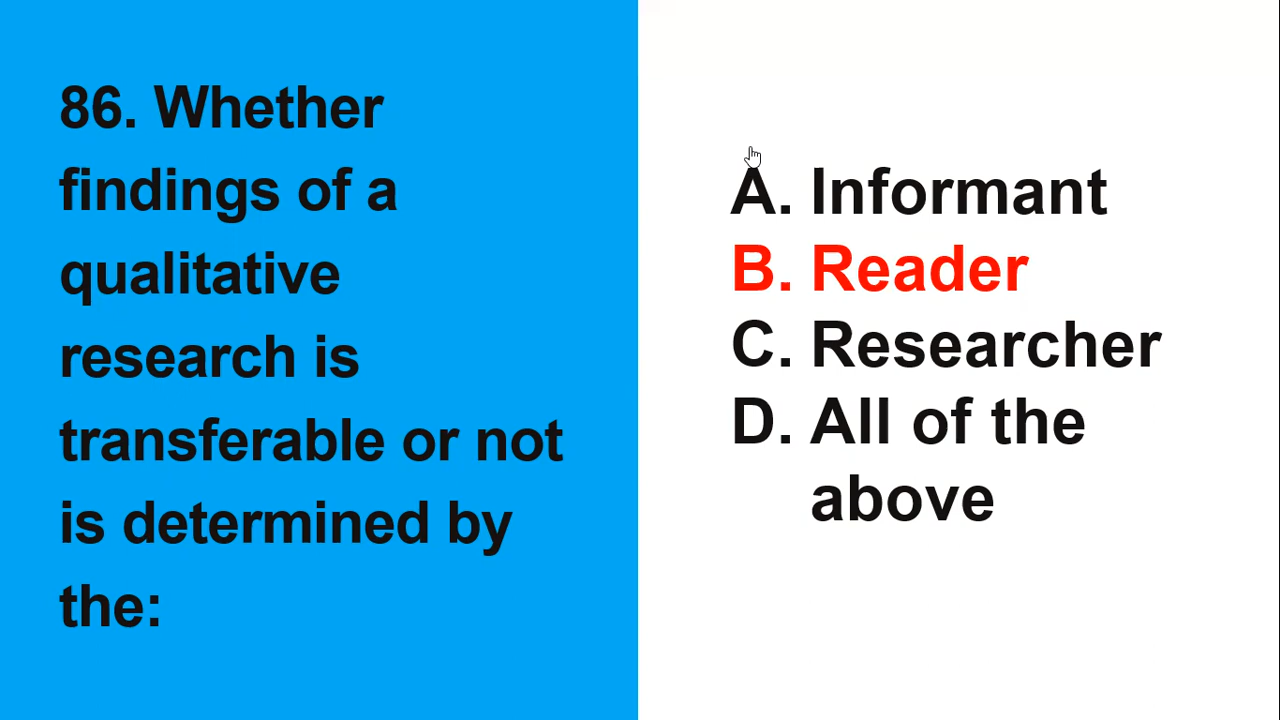 86. Whether
findings of a
qualitative
research is
transferable or not
is determined by
the:
A. Informant
B. Reader
C. Researcher
D. All of the
above